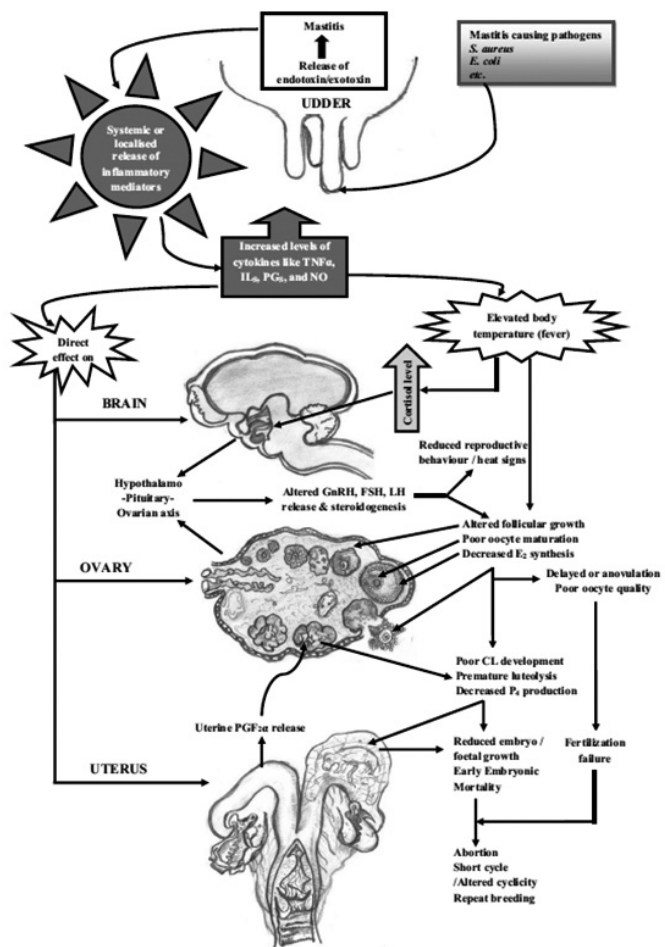 Mastitis
Release of
endotoxin/exotoxin
UDDER
Mastitis causing pathogens
S. aureus
E. coli
etc.
Systemic or
localised
release of
inflammatory
mediators
Increased levels of
cytokines like TNFα,
ILS, PGS, and NO
Direct
effect on
Elevated body
temperature (fever)
Cortisol level
BRAIN
Reduced reproductive
behaviour / heat signs
Hypothalamo
-Pituitary-
Ovarian axis
Altered GnRH, FSH, LH
release & steroidogenesis
Altered follicular growth
Poor oocyte maturation
Decreased E2 synthesis
OVARY
Delayed or anovulation
Poor oocyte quality
Poor CL development
Premature luteolysis
Decreased P4 production
Uterine PGF2α release
UTERUS
Reduced embryo /
foetal growth
Early Embryonic
Mortality
Fertilization
failure
Abortion
Short cycle
/Altered cyclicity
Repeat breeding